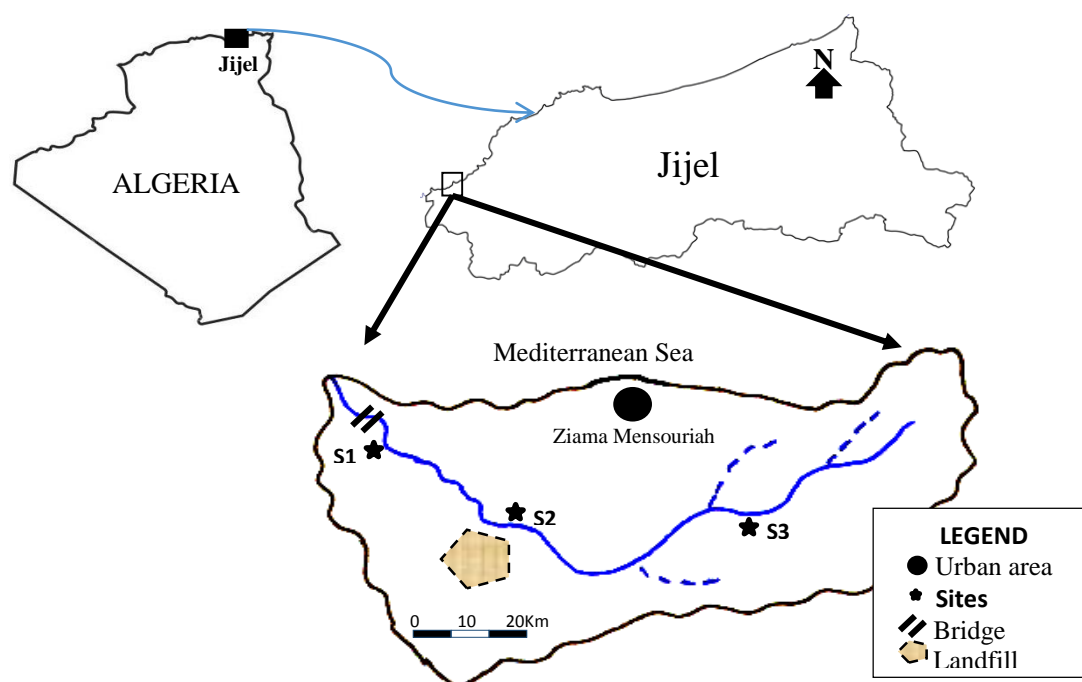 Jijel
ALGERIA
N
Jijel
Mediterranean Sea
Ziama Mensouriah
S1
S2
S3
0 10 20Km
LEGEND
Urban area
Sites
Bridge
Landfill